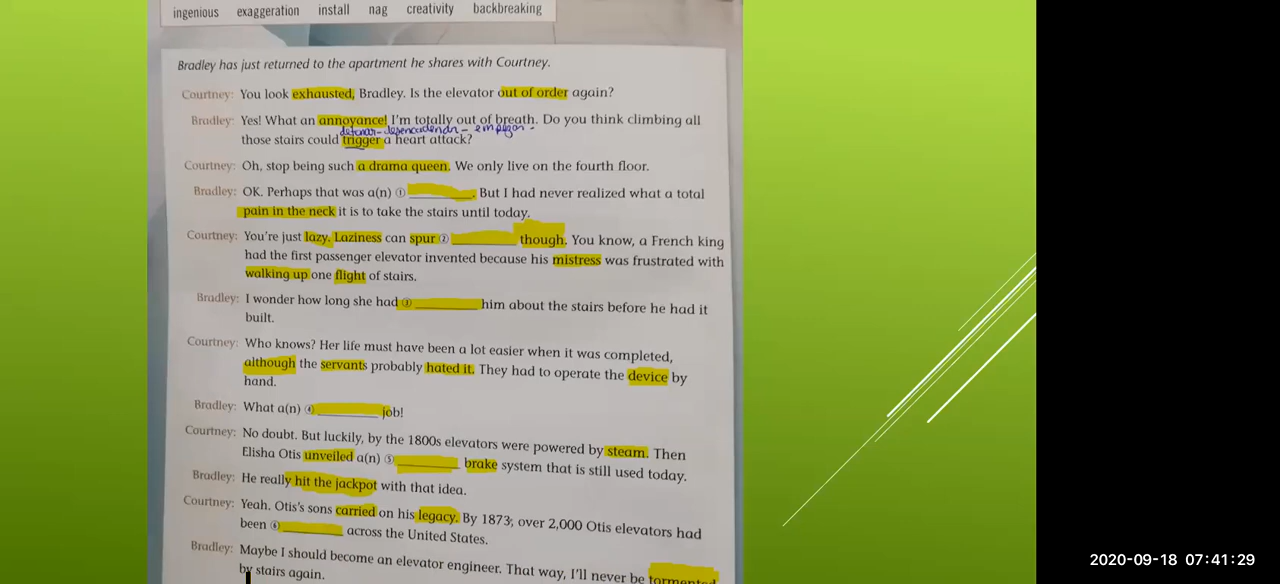 ingenious exaggeration install nag creativity backbreaking
Bradley has just returned to the apartment he shares with Courtney.
Courtney: You look exhausted, Bradley. Is the elevator out of order again?
Bradley: Yes! What an annoyance! I'm totally out of breath. Do you think climbing all
detonar - desencadenar - empezar -
those stairs could trigger a heart attack?
Courtney: Oh, stop being such a drama queen. We only live on the fourth floor.
Bradley: OK. Perhaps that was a(n) ① ________. But I had never realized what a total
pain in the neck it is to take the stairs until today.
Courtney: You're just lazy. Laziness can spur ② ________ though. You know, a French king
had the first passenger elevator invented because his mistress was frustrated with
walking up one flight of stairs.
Bradley: I wonder how long she had ③ ________ him about the stairs before he had it
built.
Courtney: Who knows? Her life must have been a lot easier when it was completed,
although the servants probably hated it. They had to operate the device by
hand.
Bradley: What a(n) ④ ________ job!
Courtney: No doubt. But luckily, by the 1800s elevators were powered by steam. Then
Elisha Otis unveiled a(n) ⑤ ________ brake system that is still used today.
Bradley: He really hit the jackpot with that idea.
Courtney: Yeah. Otis's sons carried on his legacy. By 1873, over 2,000 Otis elevators had
been ⑥ ________ across the United States.
Bradley: Maybe I should become an elevator engineer. That way, I'll never be tormented
by stairs again.
2020-09-18 07:41:29